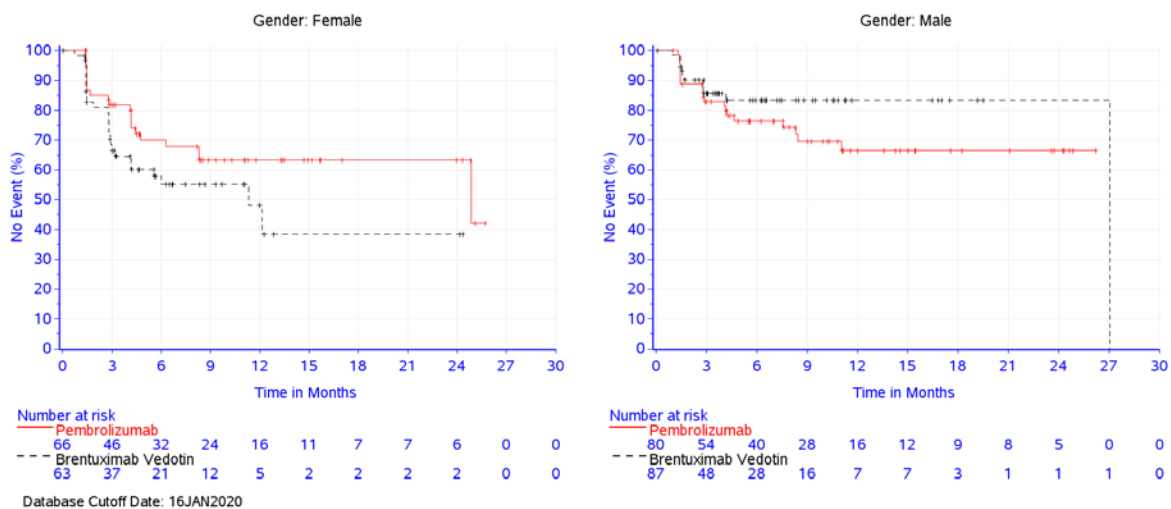 Gender: Female
No Event (%)
100
90
80
70
60
50
40
30
20
10
0
0 3 6 9 12 15 18 21 24 27 30
Time in Months
Number at risk
Pembrolizumab
66 46 32 24 16 11 7 7 6 0 0
Brentuximab Vedotin
63 37 21 12 5 2 2 2 2 0 0
Gender: Male
No Event (%)
100
90
80
70
60
50
40
30
20
10
0
0 3 6 9 12 15 18 21 24 27 30
Time in Months
Number at risk
Pembrolizumab
80 54 40 28 16 12 9 8 5 0 0
Brentuximab Vedotin
87 48 28 16 7 7 3 1 1 1 0
Database Cutoff Date: 16JAN2020